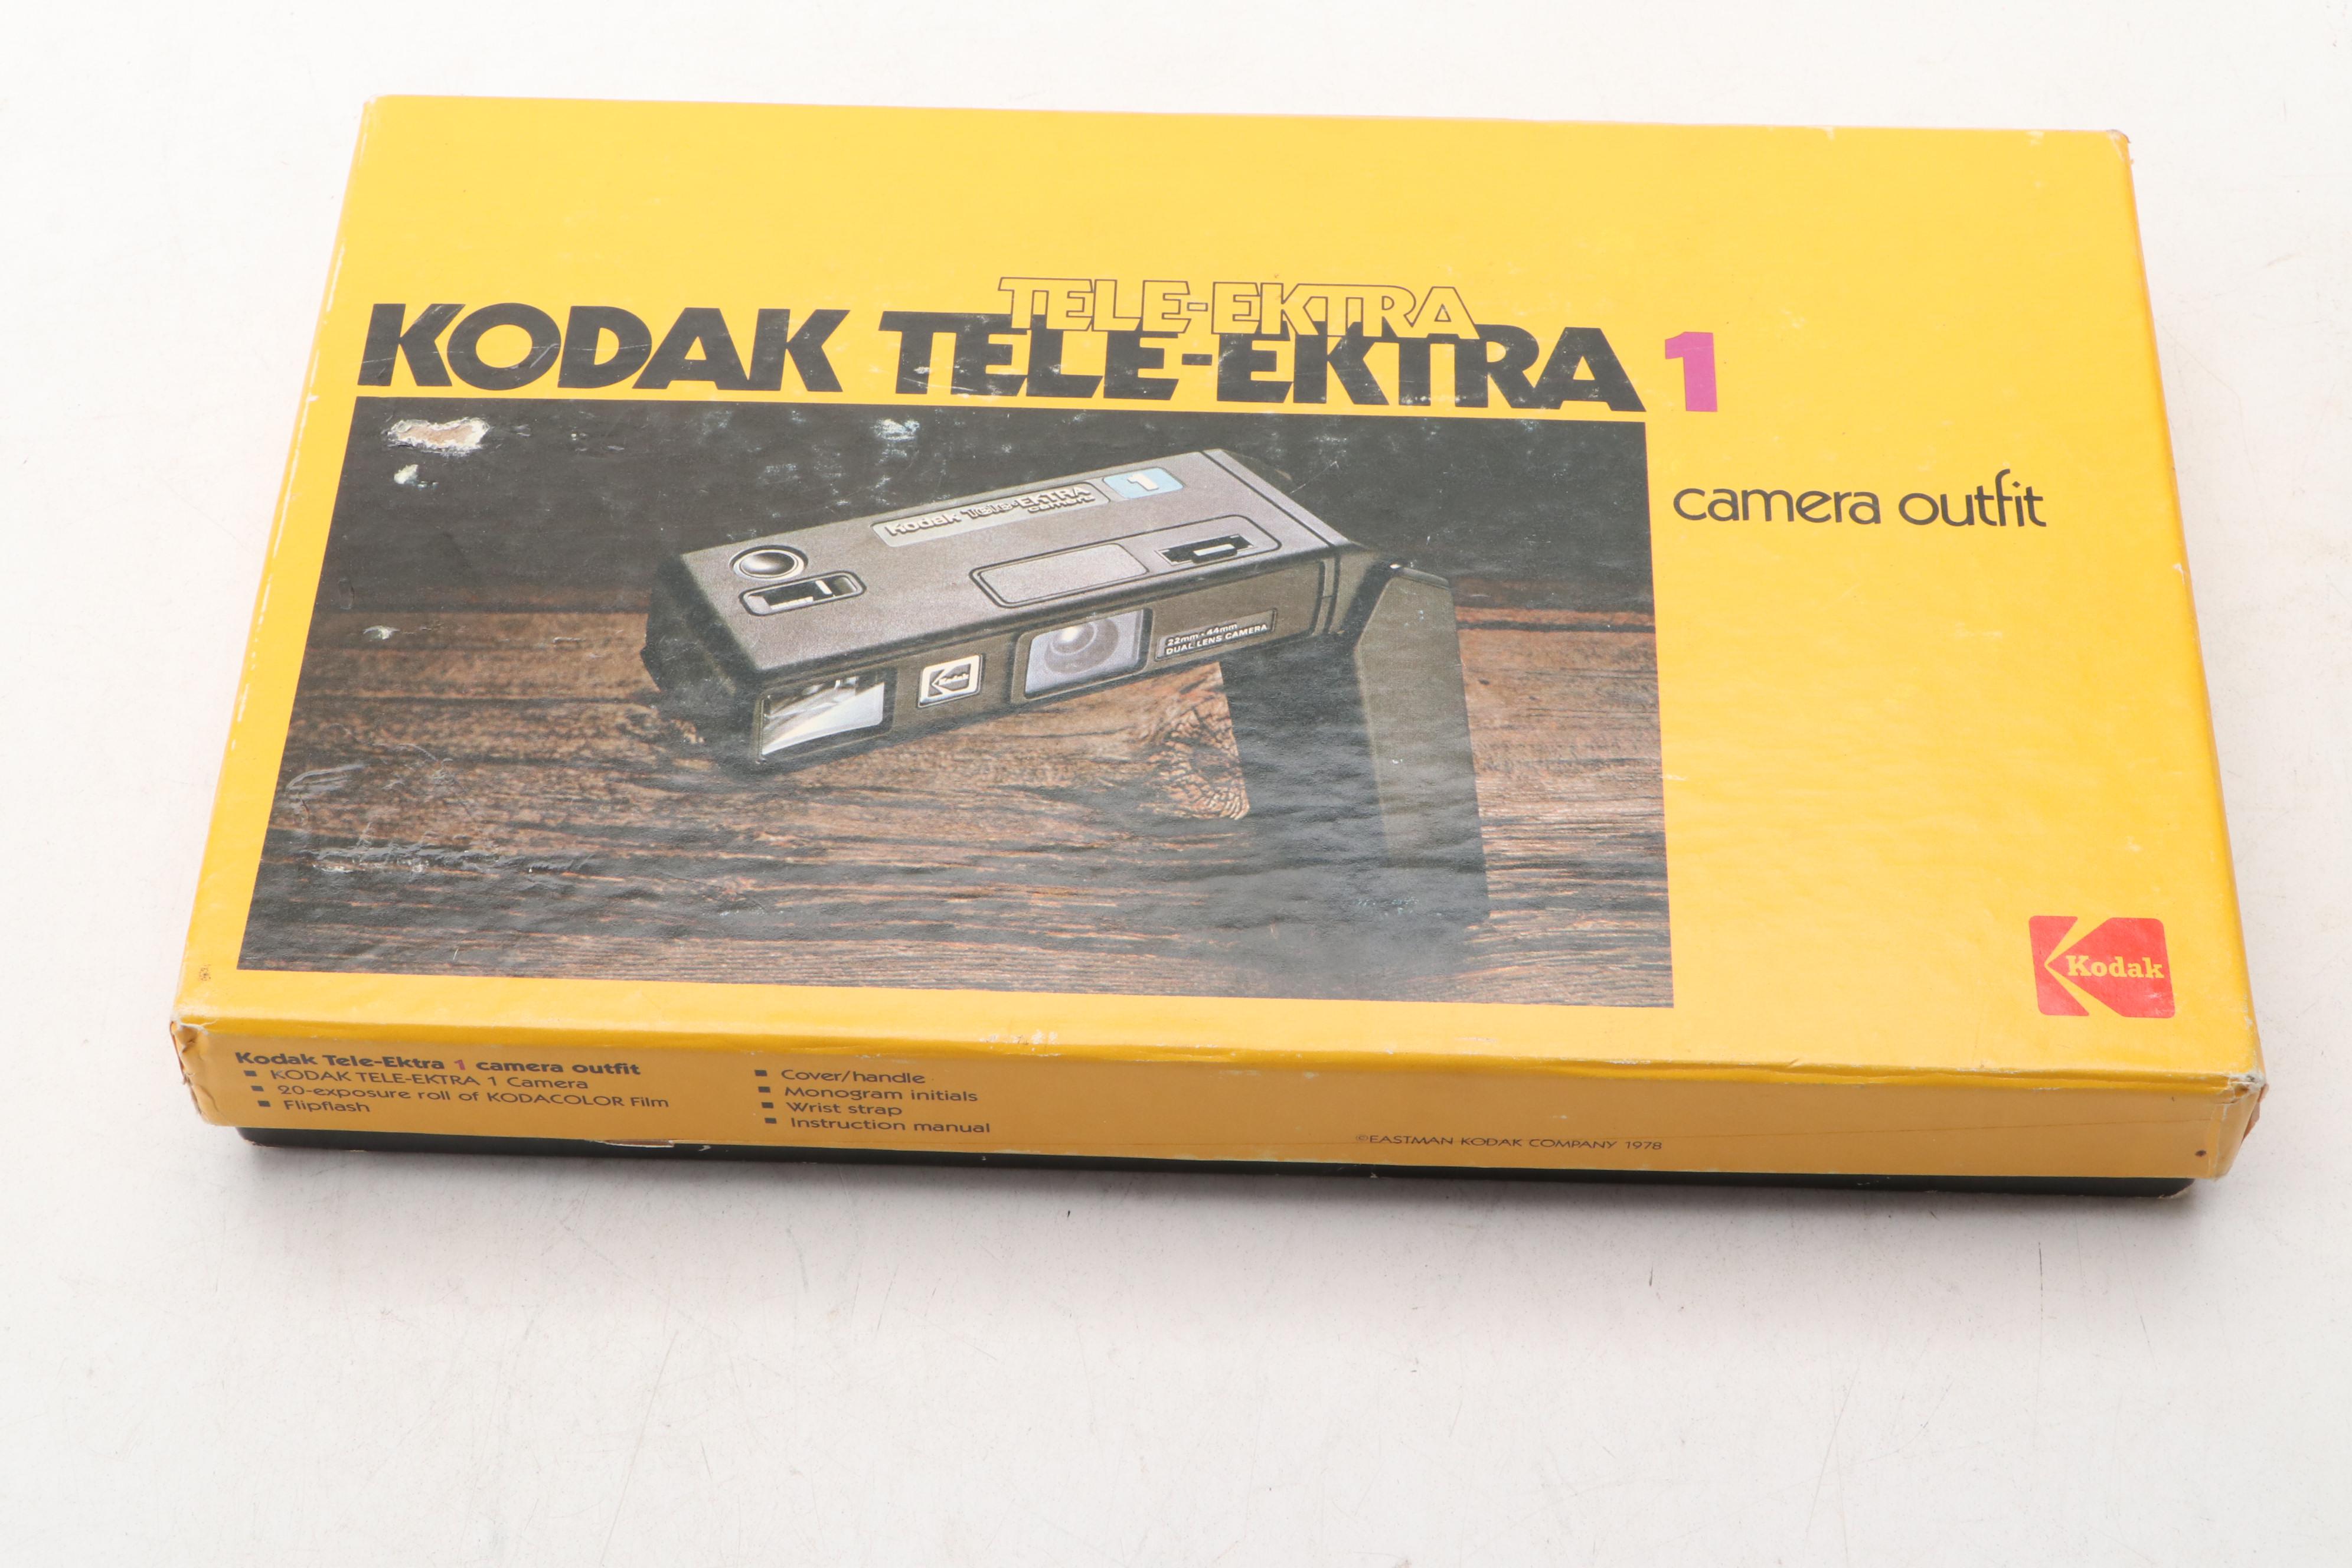 TELE-EKTRA
KODAK TELE-EKTRA 1
camera outfit
Kodak Tele-EKTRA 1
camera
22mm • 44mm
DUAL LENS CAMERA
Kodak
Kodak
Kodak Tele-Ektra 1 camera outfit
▪ KODAK TELE-EKTRA 1 Camera
▪ 20-exposure roll of KODACOLOR Film
▪ Flipflash
▪ Cover/handle
▪ Monogram initials
▪ Wrist strap
▪ Instruction manual
©EASTMAN KODAK COMPANY 1978